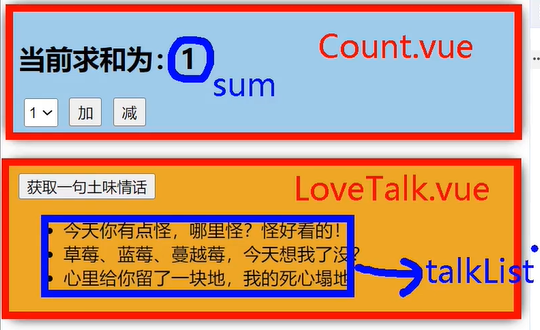 当前求和为：1
Count.vue
sum
1 加 减
获取一句土味情话
LoveTalk.vue
今天你有点怪，哪里怪？怪好看的！
草莓、蓝莓、蔓越莓，今天想我了没？
心里给你留了一块地，我的死心塌地
talkList